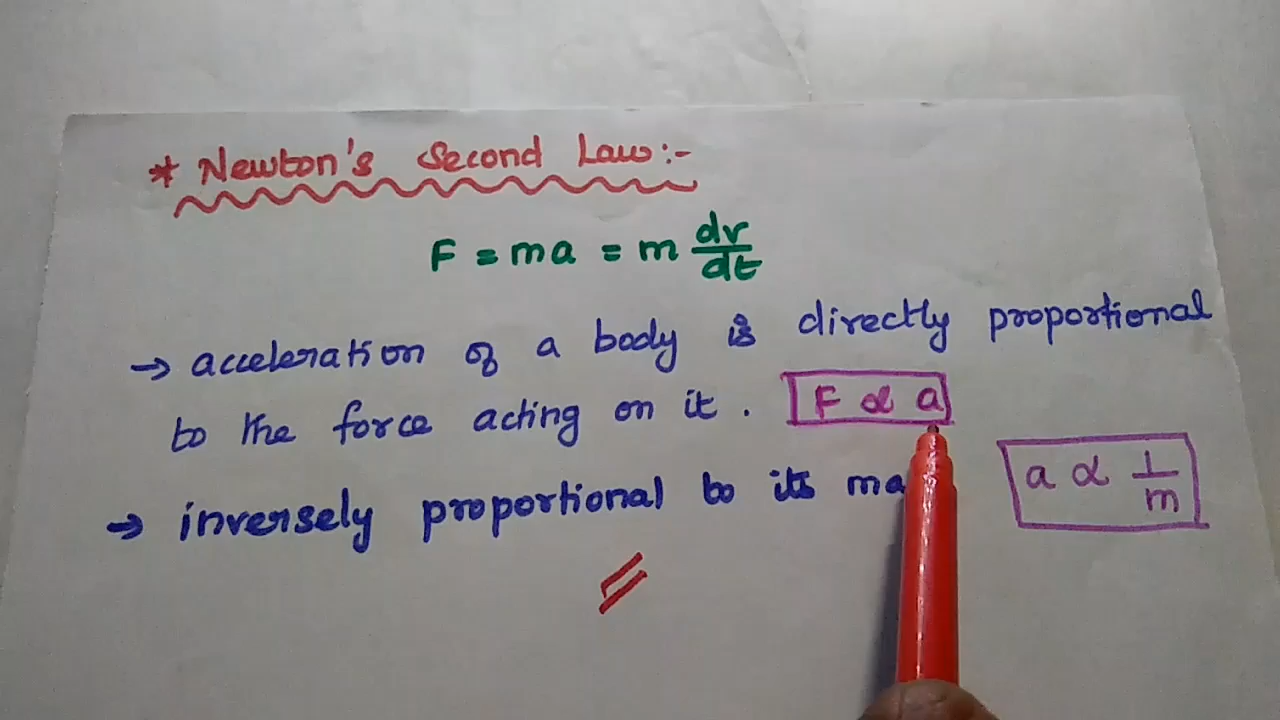 * Newton's Second Law:-
F = ma = m dv/dt
→ acceleration of a body is directly proportional
to the force acting on it. F ∝ a
→ inversely proportional to its a ∝ 1/m